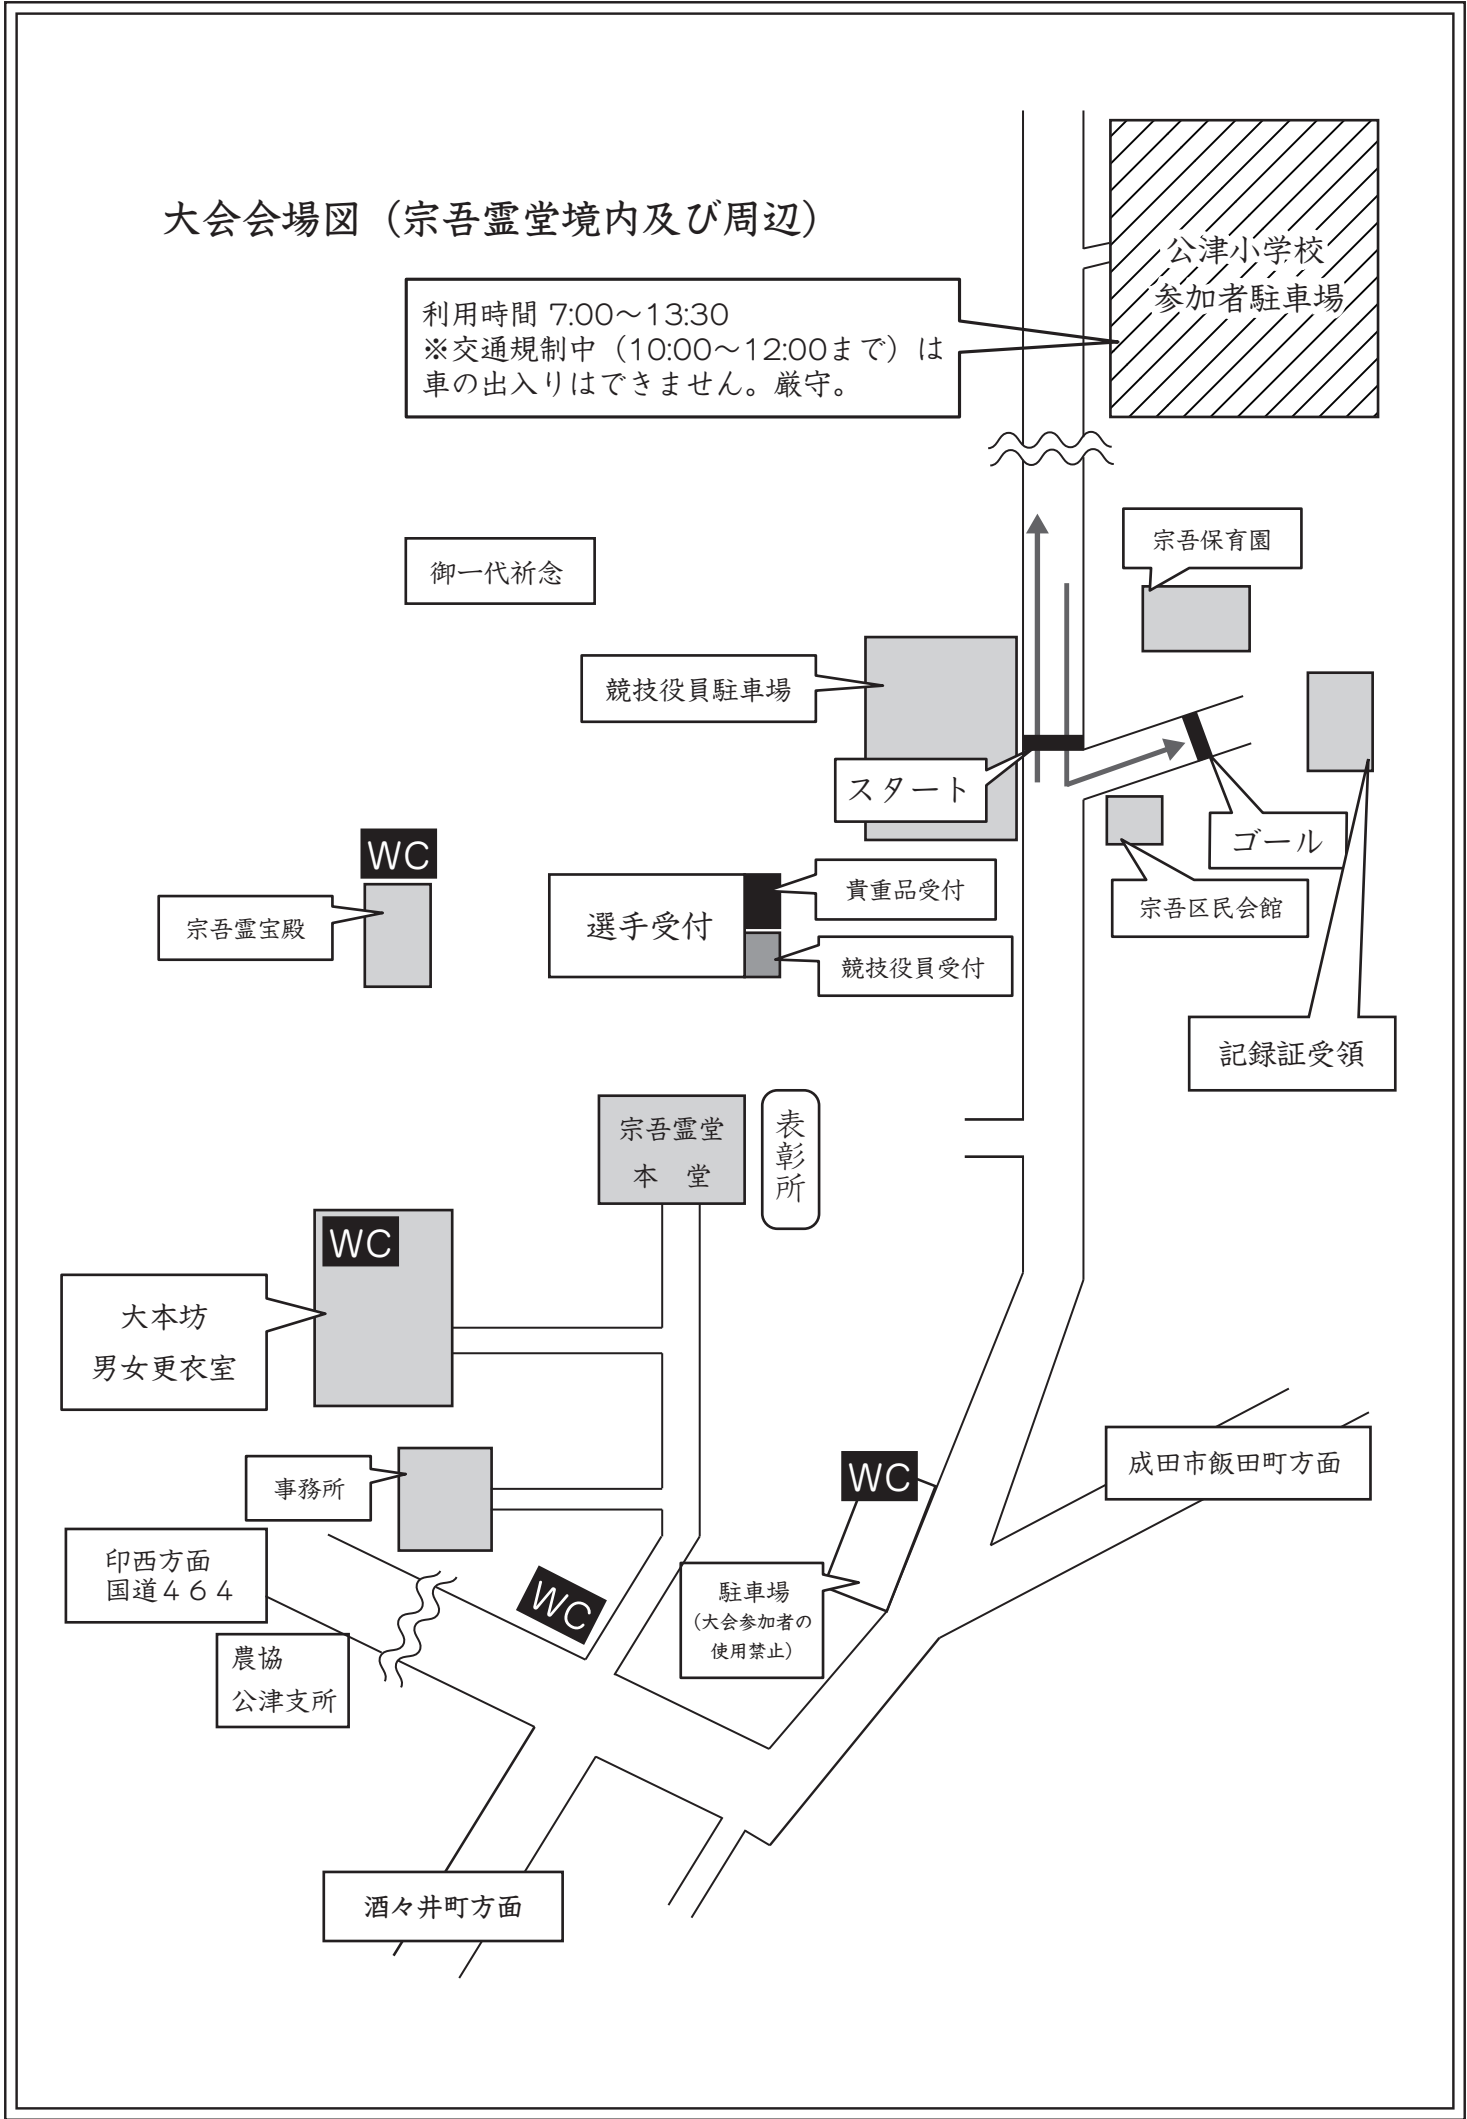 大会会場図（宗吾霊堂境内及び周辺）
公津小学校
参加者駐車場
利用時間 7:00～13:30
※交通規制中（10:00～12:00まで）は
車の出入りはできません。厳守。
宗吾保育園
御一代祈念
競技役員駐車場
スタート
ゴール
WC
宗吾霊宝殿
選手受付
貴重品受付
競技役員受付
宗吾区民会館
記録証受領
宗吾霊堂
本　堂
表彰所
WC
大本坊
男女更衣室
成田市飯田町方面
WC
事務所
印西方面
国道４６４
WC
駐車場
（大会参加者の
使用禁止）
農協
公津支所
酒々井町方面